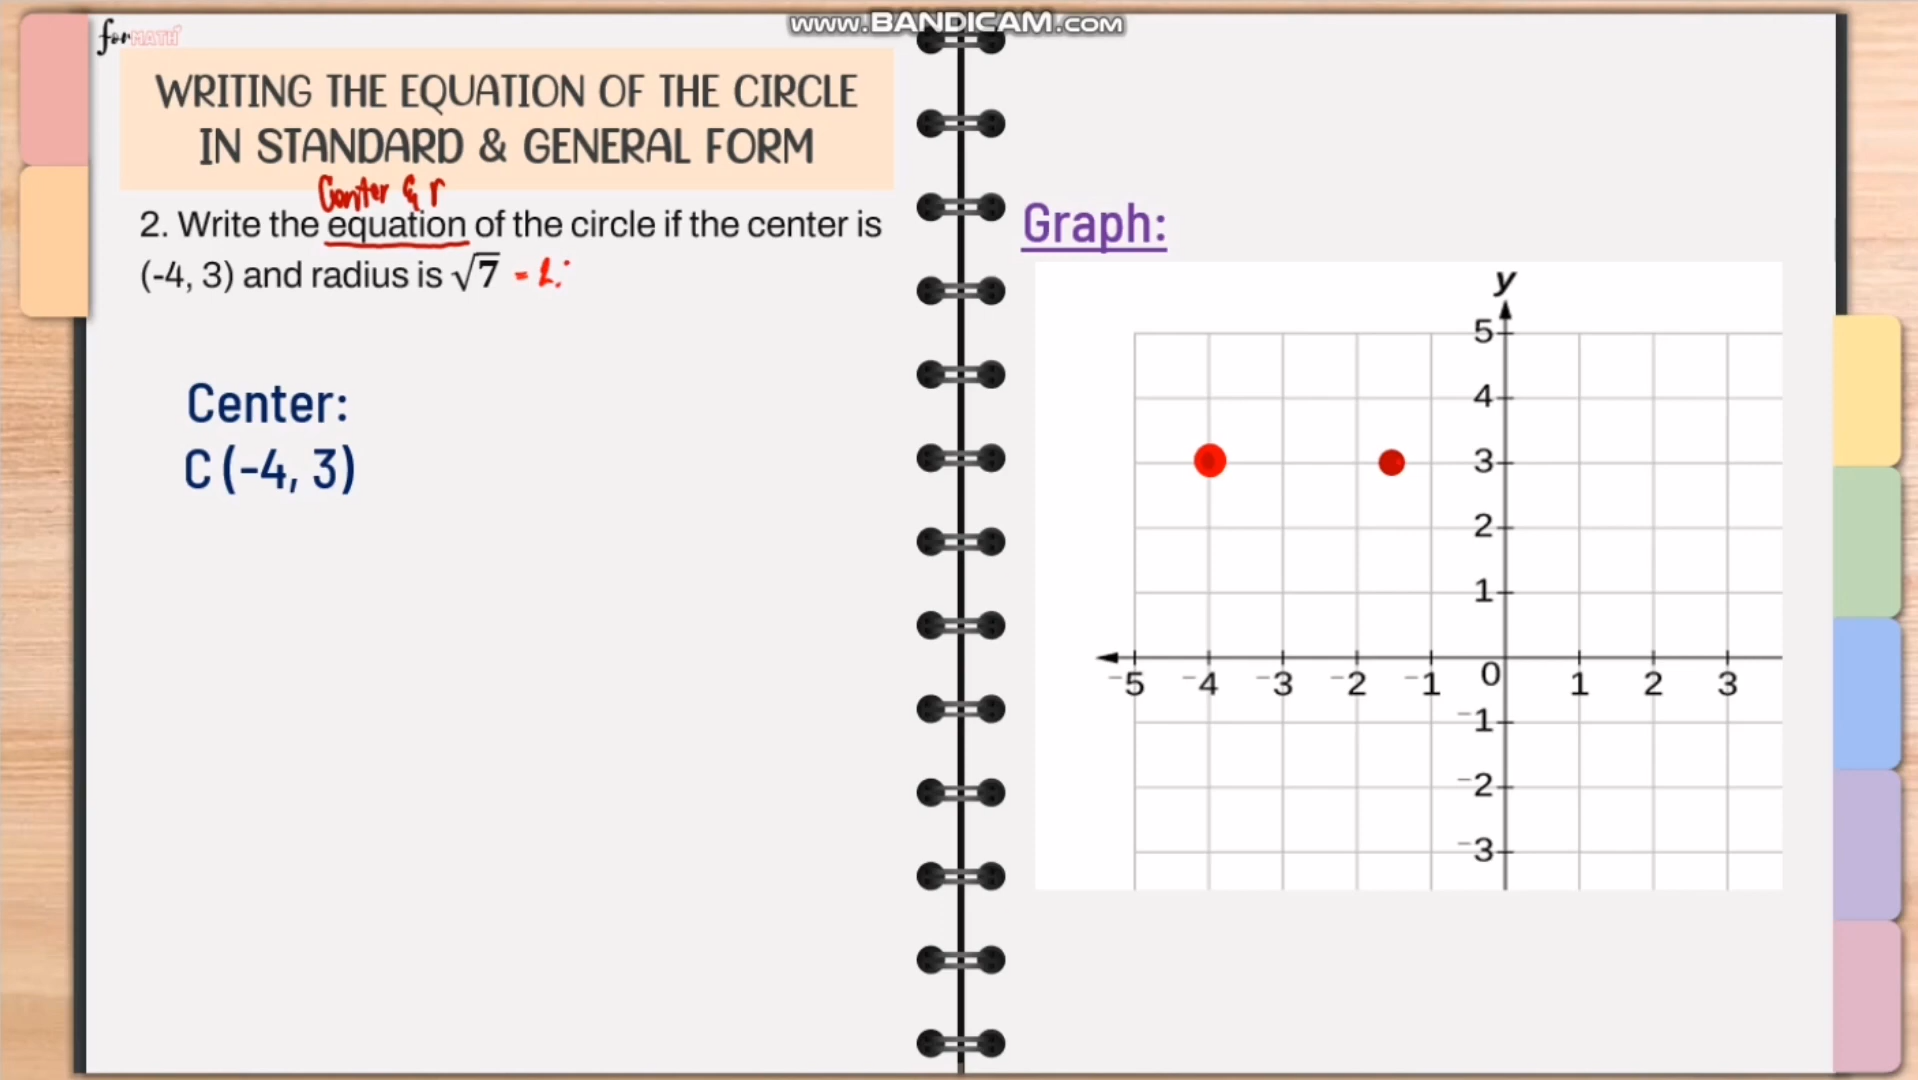 www.BANDICAM.com
forMATH
WRITING THE EQUATION OF THE CIRCLE
IN STANDARD & GENERAL FORM
Center & r
2. Write the equation of the circle if the center is
(-4, 3) and radius is √7 = 2.
Center:
C (-4, 3)
Graph:
y
5
4
3
2
1
-5 -4 -3 -2 -1 0 1 2 3
-1
-2
-3